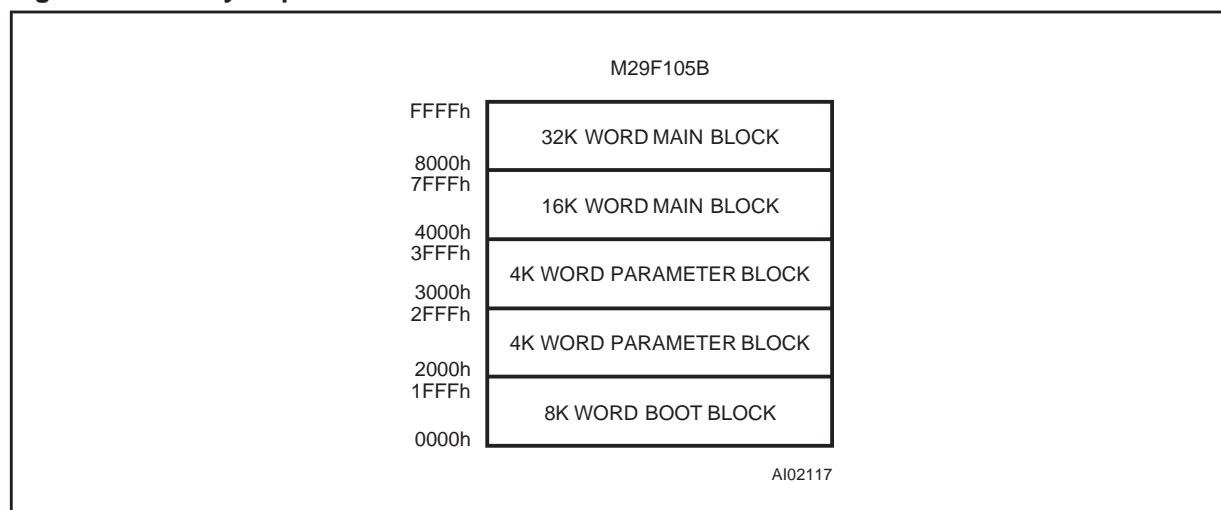 M29F105B
FFFFh
32K WORD MAIN BLOCK
8000h
7FFFh
16K WORD MAIN BLOCK
4000h
3FFFh
4K WORD PARAMETER BLOCK
3000h
2FFFh
4K WORD PARAMETER BLOCK
2000h
1FFFh
8K WORD BOOT BLOCK
0000h
AI02117